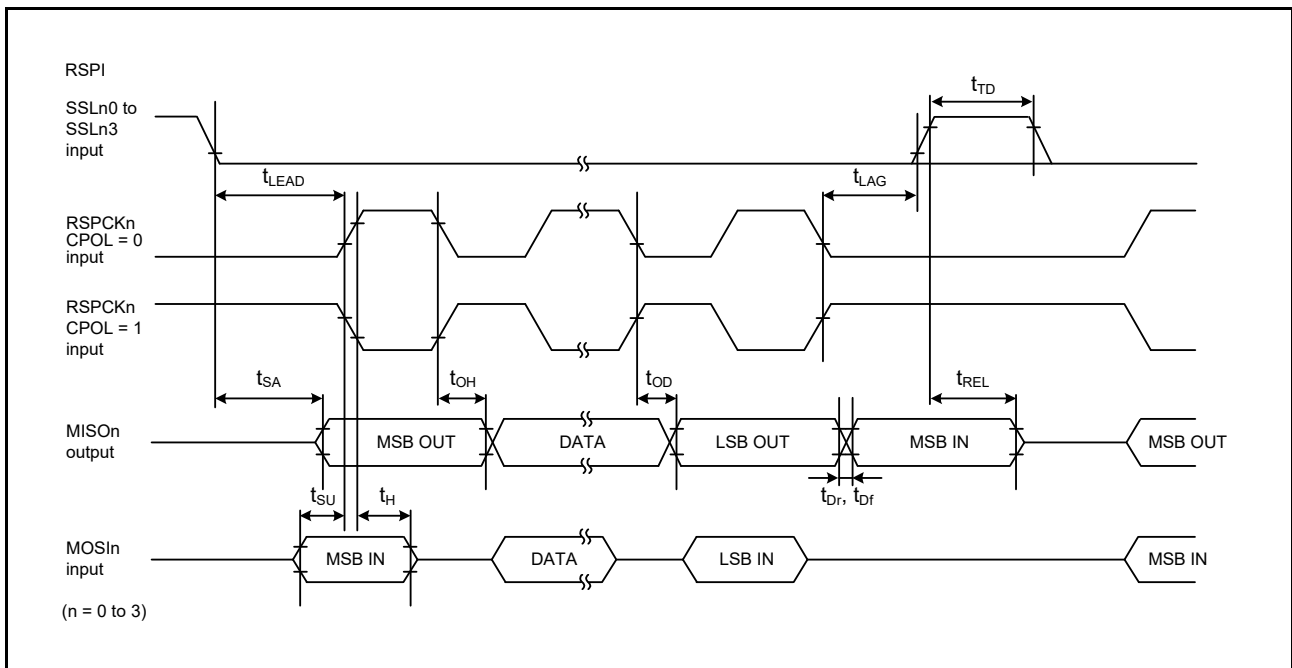 RSPI
SSLn0 to
SSLn3
input
tTD
tLEAD
tLAG
RSPCKn
CPOL = 0
input
RSPCKn
CPOL = 1
input
tSA
tOH
tOD
tREL
MISOn
output
MSB OUT
DATA
LSB OUT
MSB IN
MSB OUT
tSU
tH
tDr, tDf
MOSIn
input
MSB IN
DATA
LSB IN
MSB IN
(n = 0 to 3)